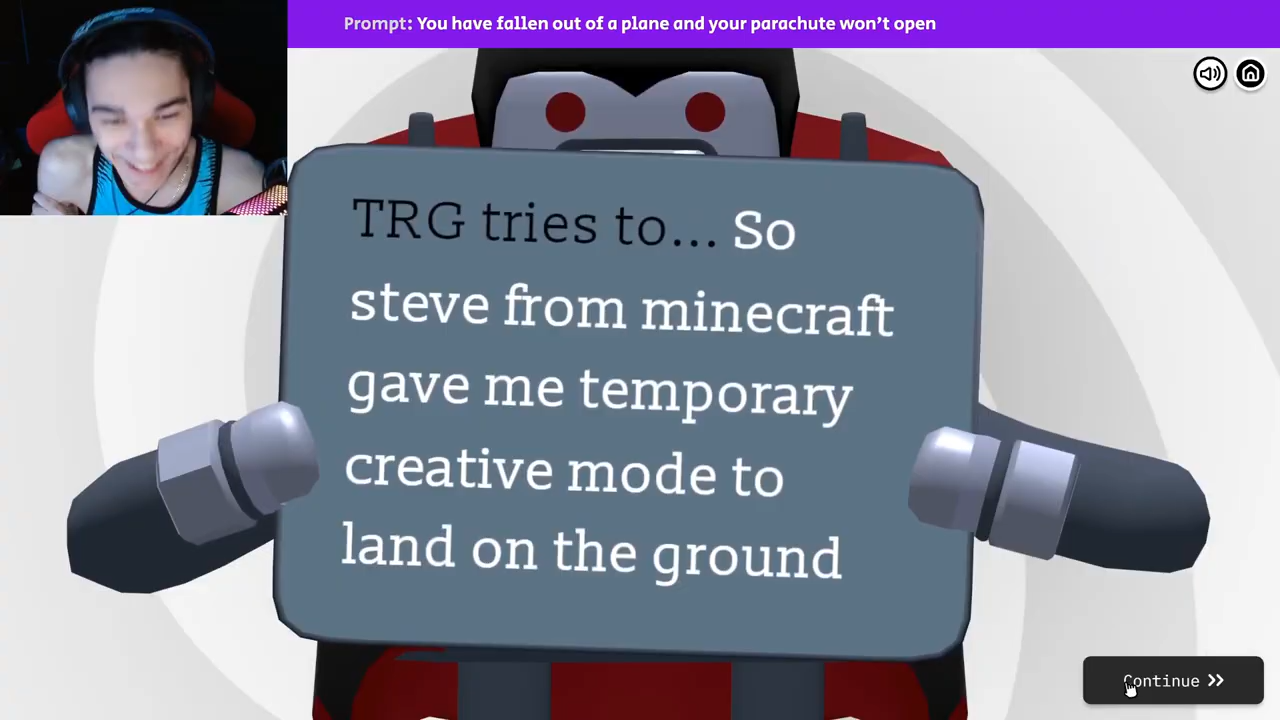 Prompt: You have fallen out of a plane and your parachute won’t open
TRG tries to... So
steve from minecraft
gave me temporary
creative mode to
land on the ground
Continue >>